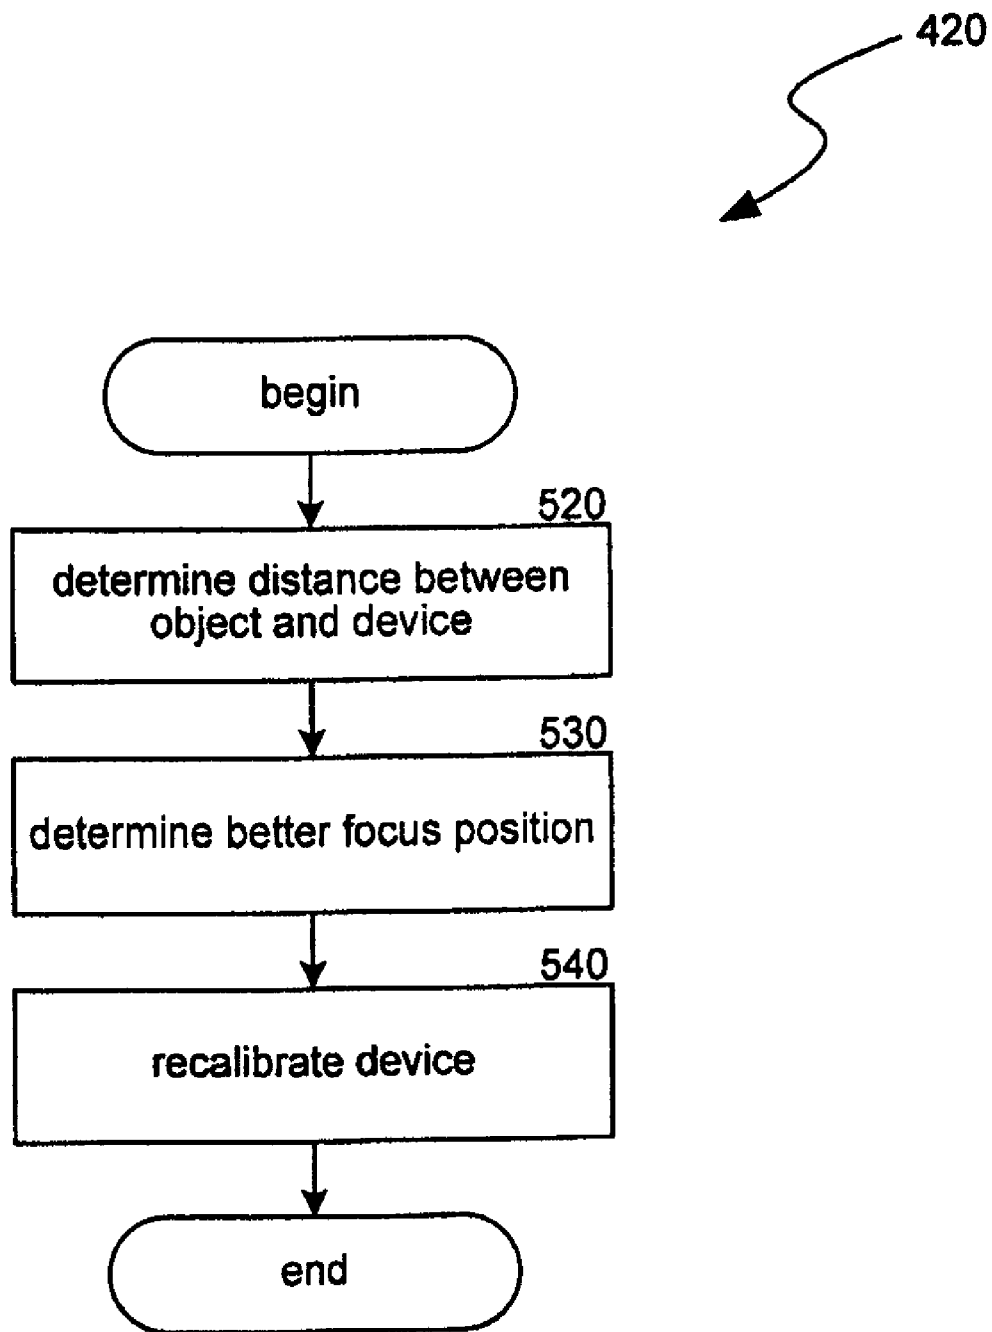 420
begin
520
determine distance between
object and device
530
determine better focus position
540
recalibrate device
end